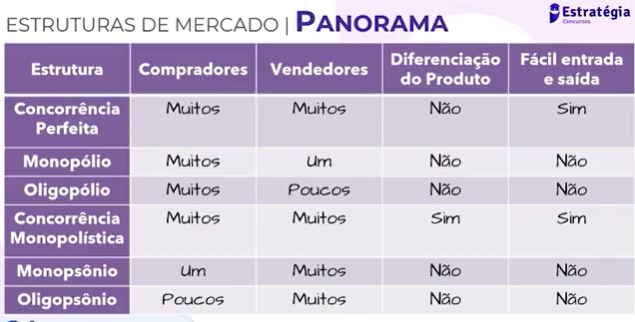 ESTRUTURAS DE MERCADO | PANORAMA
Estratégia
Concursos
Estrutura Compradores Vendedores Diferenciação do Produto Fácil entrada e saída
Concorrência Perfeita Muitos Muitos Não Sim
Monopólio Muitos Um Não Não
Oligopólio Muitos Poucos Não Não
Concorrência Monopolística Muitos Muitos Sim Sim
Monopsônio Um Muitos Não Não
Oligopsônio Poucos Muitos Não Não